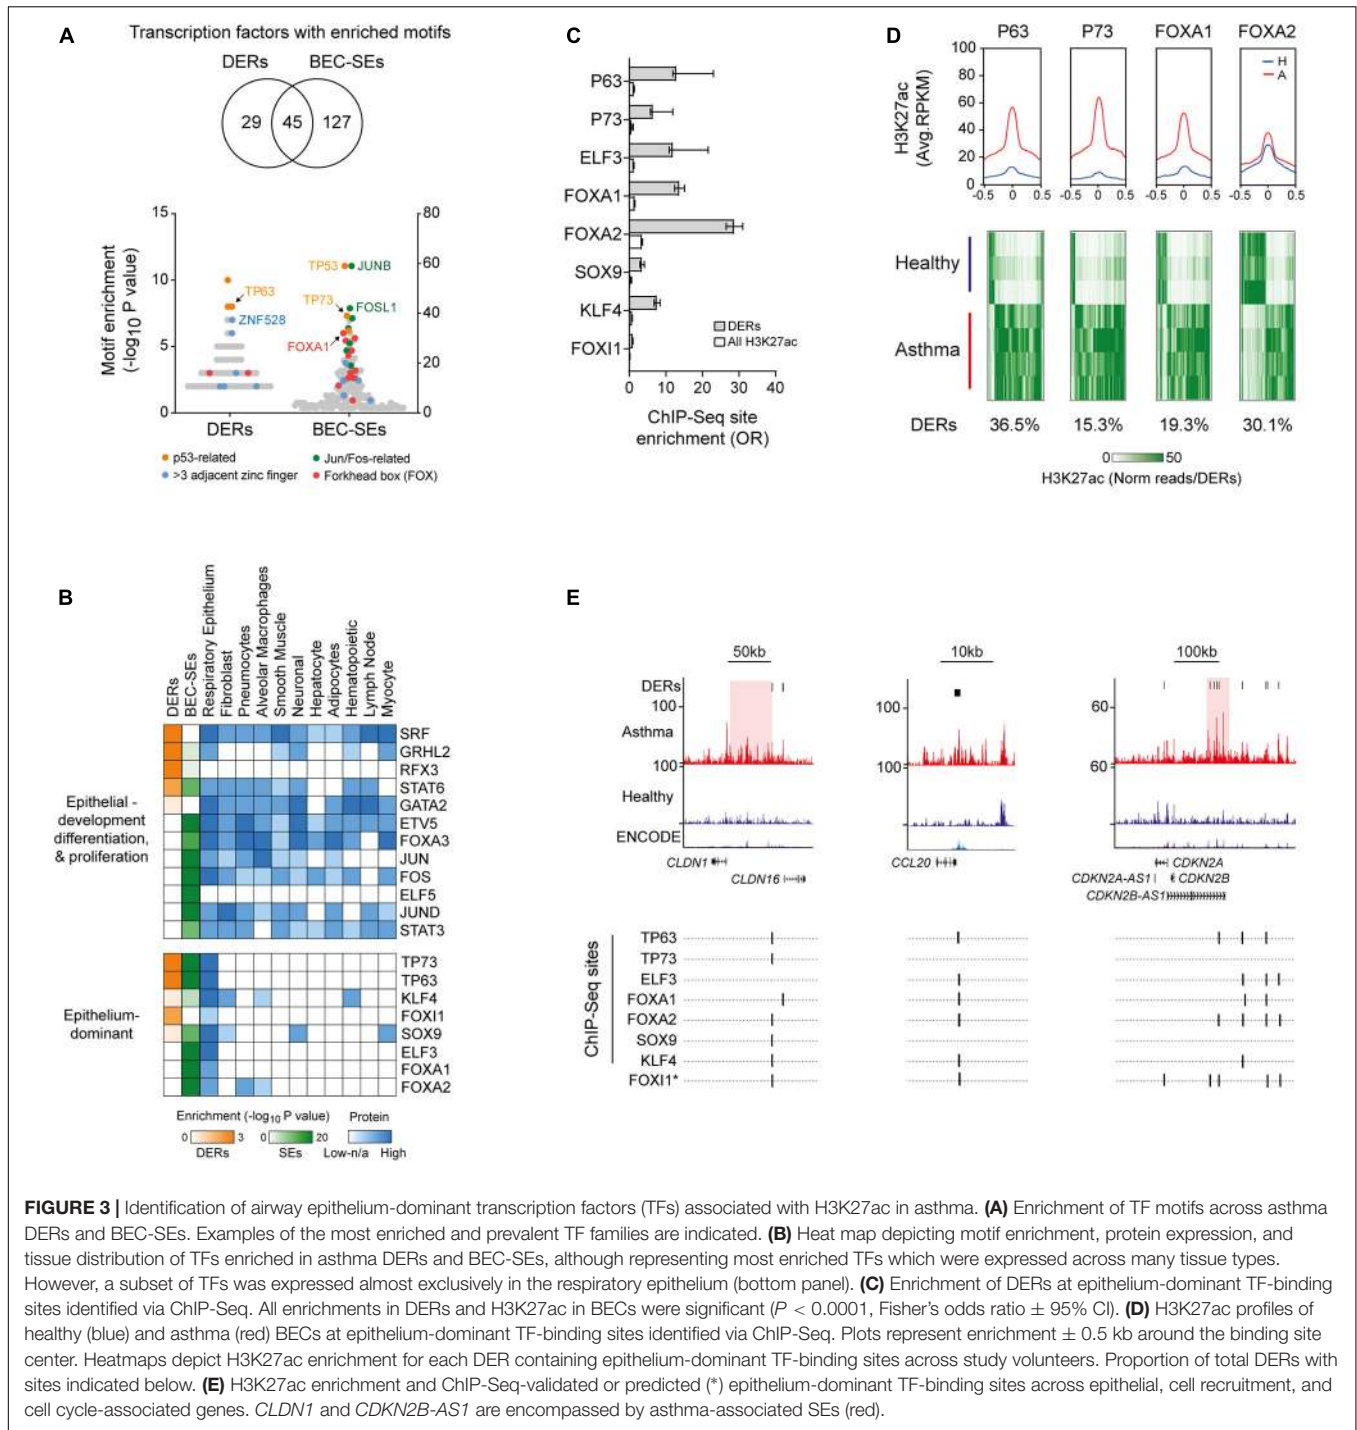 A
Transcription factors with enriched motifs
DERs BEC-SEs
29 45 127
Motif enrichment
(-log10 P value)
15
10
5
0
80
60
40
20
0
TP53 JUNB
TP63
TP73 FOSL1
ZNF528
FOXA1
DERs BEC-SEs
p53-related Jun/Fos-related
>3 adjacent zinc finger Forkhead box (FOX)
C
P63
P73
ELF3
FOXA1
FOXA2
SOX9
KLF4
FOXI1
DERs
All H3K27ac
0 10 20 30 40
ChIP-Seq site
enrichment (OR)
D
P63 P73 FOXA1 FOXA2
H3K27ac
(Avg.RPKM)
100
80
60
40
20
0
H
A
-0.5 0 0.5 -0.5 0 0.5 -0.5 0 0.5 -0.5 0 0.5
Healthy
Asthma
DERs 36.5% 15.3% 19.3% 30.1%
0 50
H3K27ac (Norm reads/DERs)
B
DERs
BEC-SEs
Respiratory Epithelium
Fibroblast
Pneumocytes
Alveolar Macrophages
Smooth Muscle
Neuronal
Hepatocyte
Adipocytes
Hematopoietic
Lymph Node
Myocyte
Epithelial -
development
differentiation,
& proliferation
SRF
GRHL2
RFX3
STAT6
GATA2
ETV5
FOXA3
JUN
FOS
ELF5
JUND
STAT3
Epithelium-
dominant
TP73
TP63
KLF4
FOXI1
SOX9
ELF3
FOXA1
FOXA2
Enrichment (-log10 P value) Protein
0 3 0 20
DERs SEs Low-n/a High
E
50kb 10kb 100kb
DERs
100 100 60
Asthma
100 100 60
Healthy
ENCODE
CLDN1
CLDN16
CCL20
CDKN2A
CDKN2A-AS1 CDKN2B
CDKN2B-AS1
ChIP-Seq sites
TP63
TP73
ELF3
FOXA1
FOXA2
SOX9
KLF4
FOXI1*
FIGURE 3 | Identification of airway epithelium-dominant transcription factors (TFs) associated with H3K27ac in asthma. (A) Enrichment of TF motifs across asthma
DERs and BEC-SEs. Examples of the most enriched and prevalent TF families are indicated. (B) Heat map depicting motif enrichment, protein expression, and
tissue distribution of TFs enriched in asthma DERs and BEC-SEs, although representing most enriched TFs which were expressed across many tissue types.
However, a subset of TFs was expressed almost exclusively in the respiratory epithelium (bottom panel). (C) Enrichment of DERs at epithelium-dominant TF-binding
sites identified via ChIP-Seq. All enrichments in DERs and H3K27ac in BECs were significant (P < 0.0001, Fisher's odds ratio ± 95% CI). (D) H3K27ac profiles of
healthy (blue) and asthma (red) BECs at epithelium-dominant TF-binding sites identified via ChIP-Seq. Plots represent enrichment ± 0.5 kb around the binding site
center. Heatmaps depict H3K27ac enrichment for each DER containing epithelium-dominant TF-binding sites across study volunteers. Proportion of total DERs with
sites indicated below. (E) H3K27ac enrichment and ChIP-Seq-validated or predicted (*) epithelium-dominant TF-binding sites across epithelial, cell recruitment, and
cell cycle-associated genes. CLDN1 and CDKN2B-AS1 are encompassed by asthma-associated SEs (red).